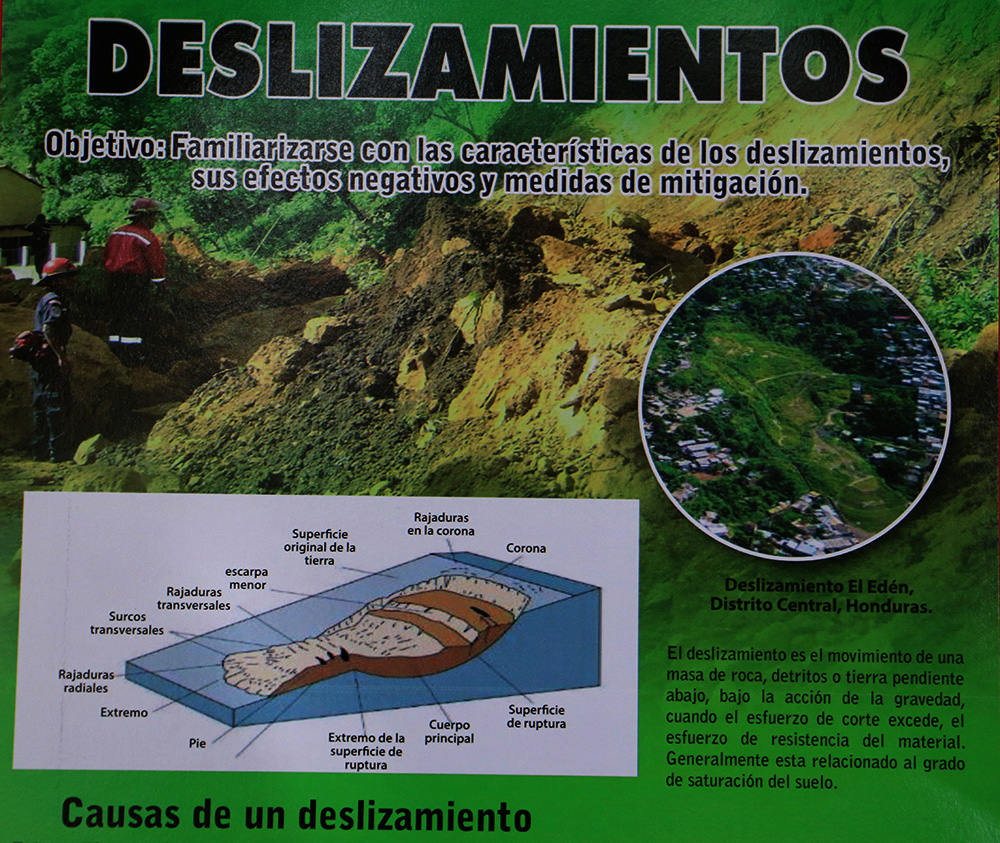 DESLIZAMIENTOS
Objetivo: Familiarizarse con las características de los deslizamientos,
sus efectos negativos y medidas de mitigación.
Rajaduras
en la corona
Superficie
original de la
tierra
Corona
escarpa
menor
Rajaduras
transversales
Surcos
transversales
Rajaduras
radiales
Extremo
Pie
Extremo de la
superficie de
ruptura
Cuerpo
principal
Superficie
de ruptura
Deslizamiento El Edén,
Distrito Central, Honduras.
El deslizamiento es el movimiento de una
masa de roca, detritos o tierra pendiente
abajo, bajo la acción de la gravedad,
cuando el esfuerzo de corte excede, el
esfuerzo de resistencia del material.
Generalmente esta relacionado al grado
de saturación del suelo.
Causas de un deslizamiento